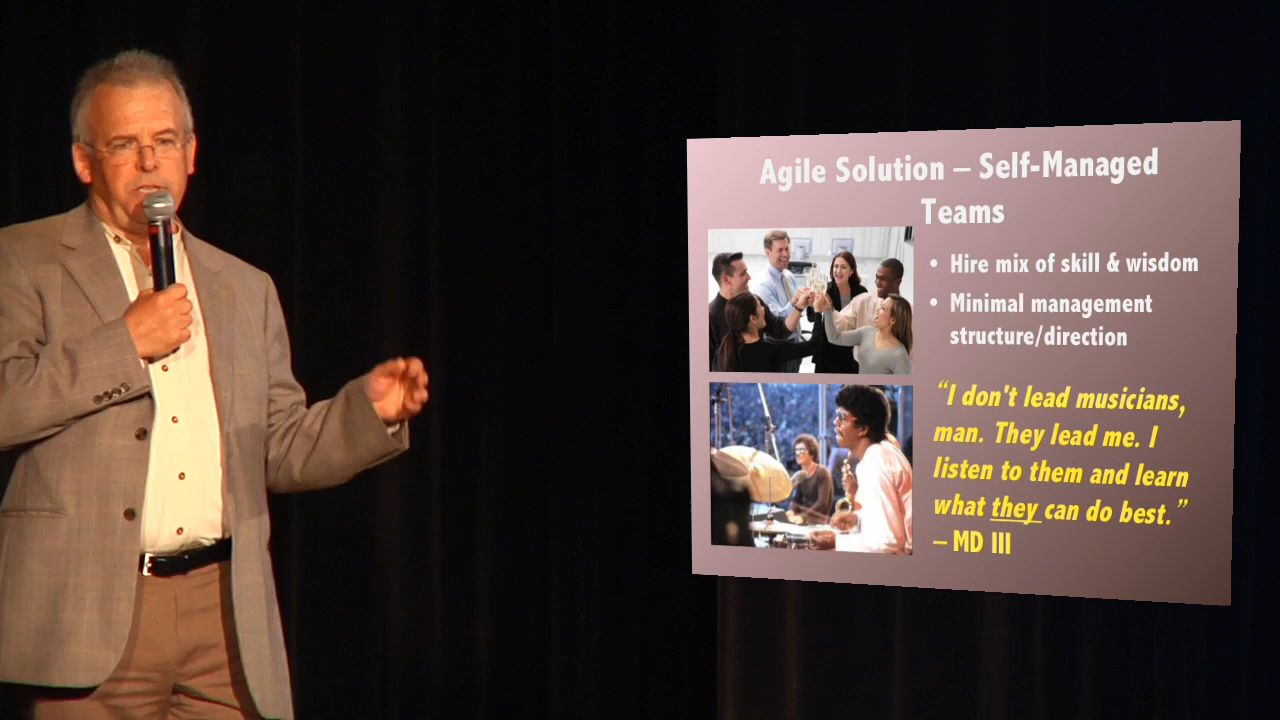 Agile Solution – Self-Managed
Teams
• Hire mix of skill & wisdom
• Minimal management
structure/direction
“I don't lead musicians,
man. They lead me. I
listen to them and learn
what they can do best.”
– MD III